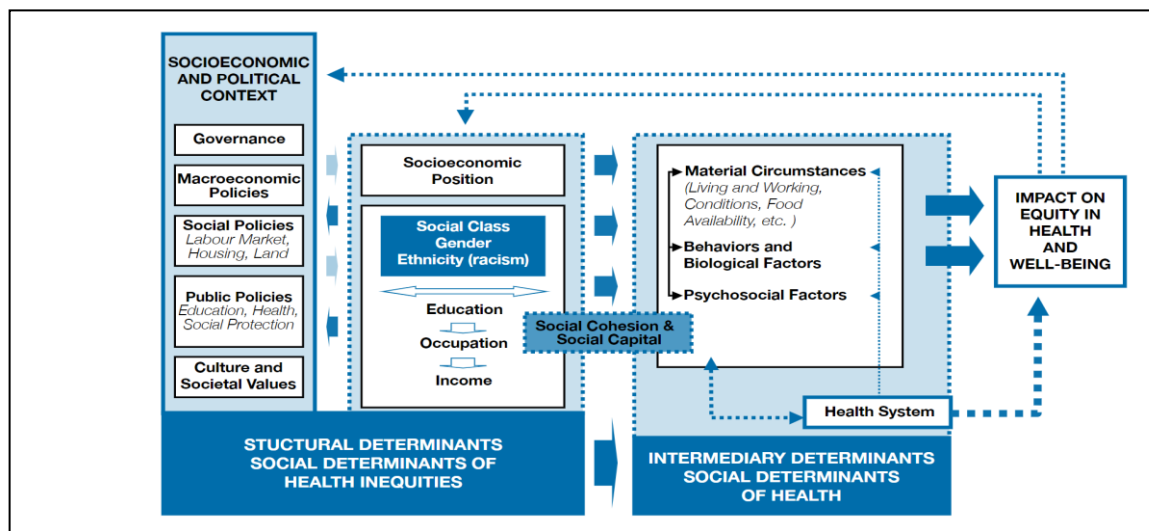 SOCIOECONOMIC
AND POLITICAL
CONTEXT
Governance
Macroeconomic
Policies
Social Policies
Labour Market,
Housing, Land
Public Policies
Education, Health,
Social Protection
Culture and
Societal Values
Socioeconomic
Position
Social Class
Gender
Ethnicity (racism)
Education
Occupation
Income
Social Cohesion &
Social Capital
Material Circumstances
(Living and Working,
Conditions, Food
Availability, etc. )
Behaviors and
Biological Factors
Psychosocial Factors
Health System
IMPACT ON
EQUITY IN
HEALTH
AND
WELL-BEING
STUCTURAL DETERMINANTS
SOCIAL DETERMINANTS OF
HEALTH INEQUITIES
INTERMEDIARY DETERMINANTS
SOCIAL DETERMINANTS
OF HEALTH